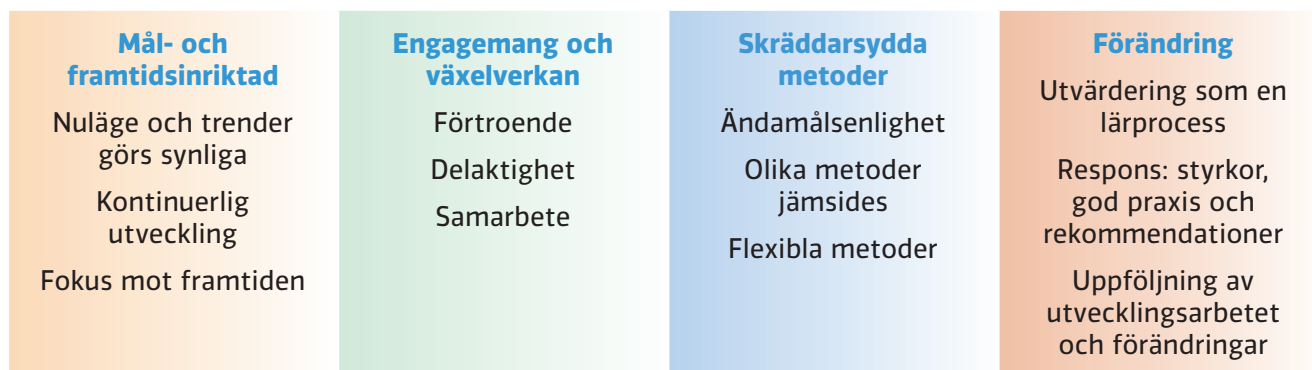 Mål- och
framtidsinriktad
Nuläge och trender
görs synliga
Kontinuerlig
utveckling
Fokus mot framtiden
Engagemang och
växelverkan
Förtroende
Delaktighet
Samarbete
Skräddarsydda
metoder
Ändamålsenlighet
Olika metoder
jämsides
Flexibla metoder
Förändring
Utvärdering som en
lärprocess
Respons: styrkor,
god praxis och
rekommendationer
Uppföljning av
utvecklingsarbetet
och förändringar